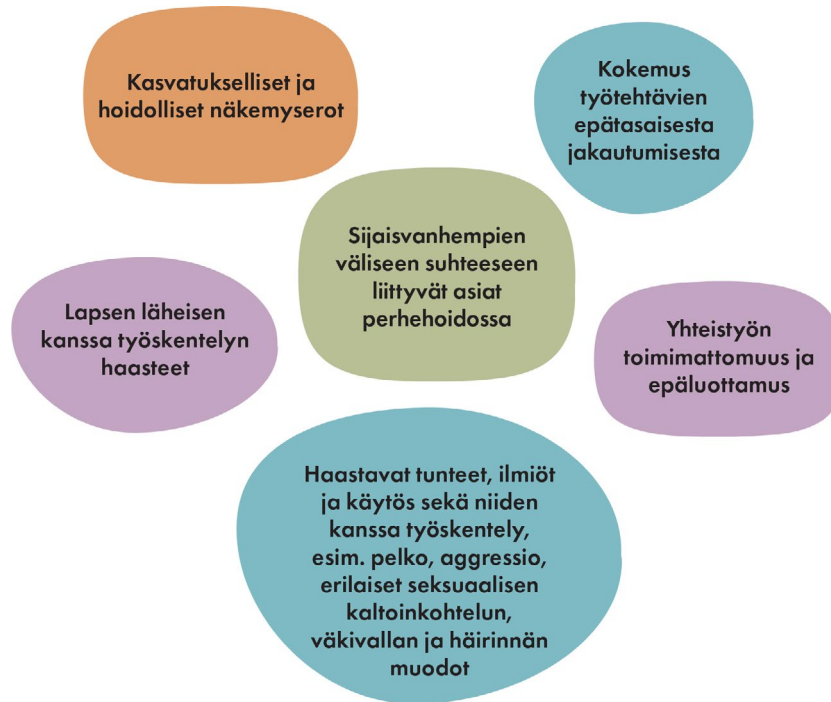 Kasvatukselliset ja
hoidolliset näkemyserot
Kokemus
työtehtävien
epätasaisesta
jakautumisesta
Sijaisvanhempien
väliseen suhteeseen
liittyvät asiat
perhehoidossa
Lapsen läheisen
kanssa työskentelyn
haasteet
Yhteistyön
toimimattomuus ja
epäluottamus
Haastavat tunteet, ilmiöt
ja käytös sekä niiden
kanssa työskentely,
esim. pelko, aggressio,
erilaiset seksuaalisen
kaltoinkohtelun,
väkivallan ja häirinnän
muodot